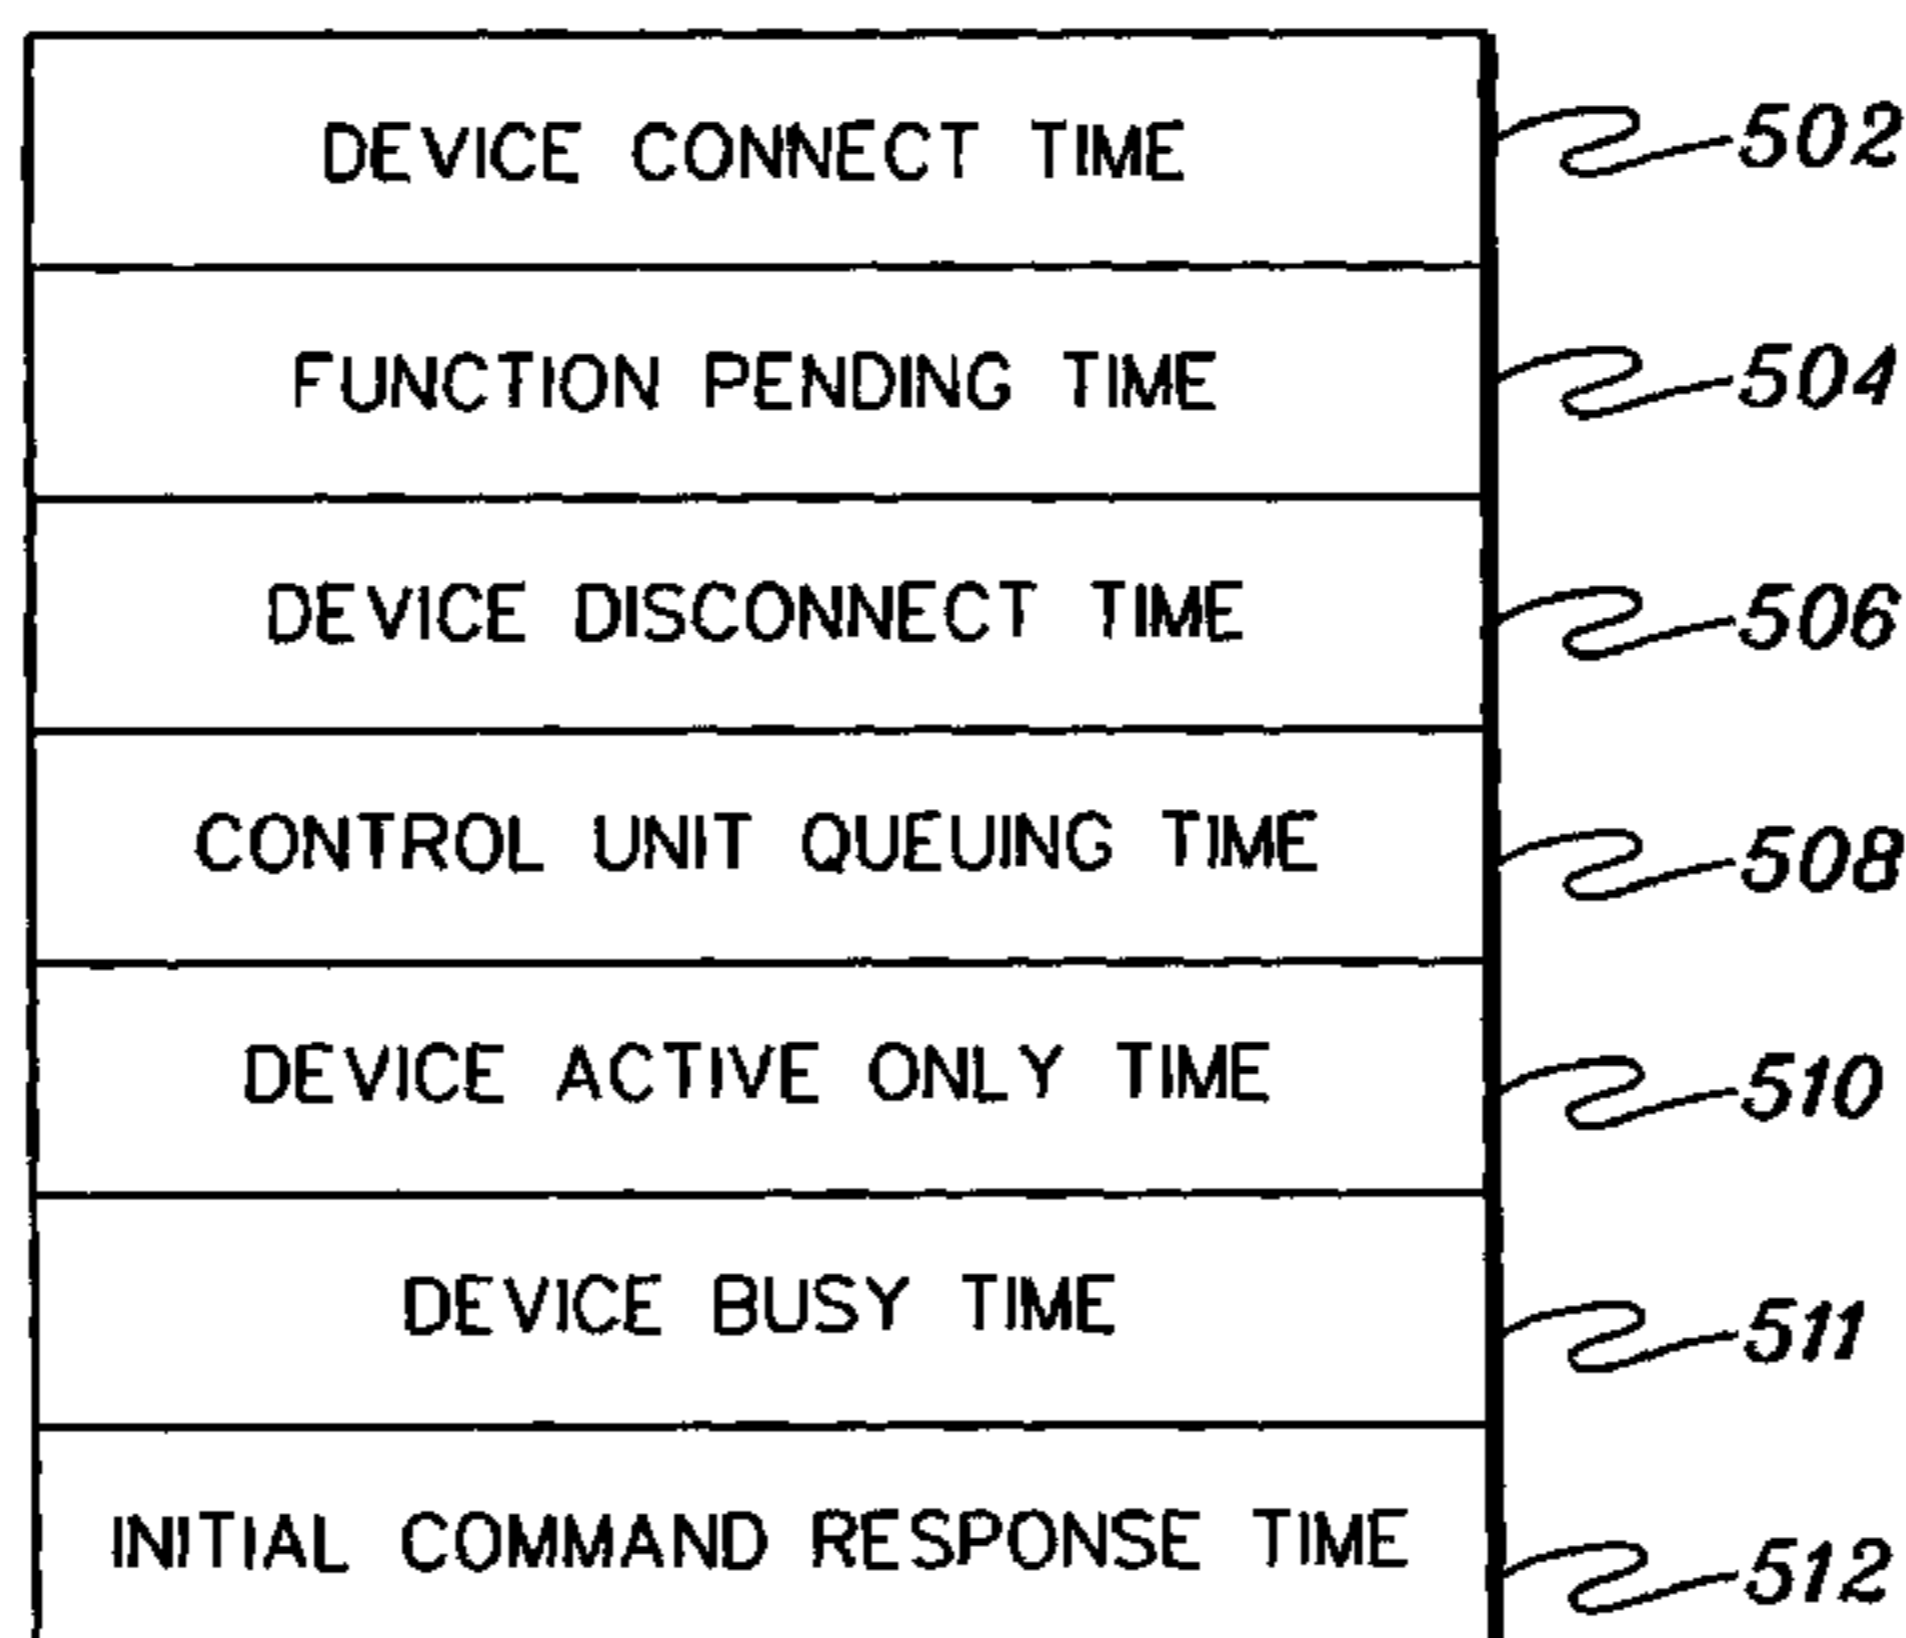 DEVICE CONNECT TIME 502
FUNCTION PENDING TIME 504
DEVICE DISCONNECT TIME 506
CONTROL UNIT QUEUING TIME 508
DEVICE ACTIVE ONLY TIME 510
DEVICE BUSY TIME 511
INITIAL COMMAND RESPONSE TIME 512